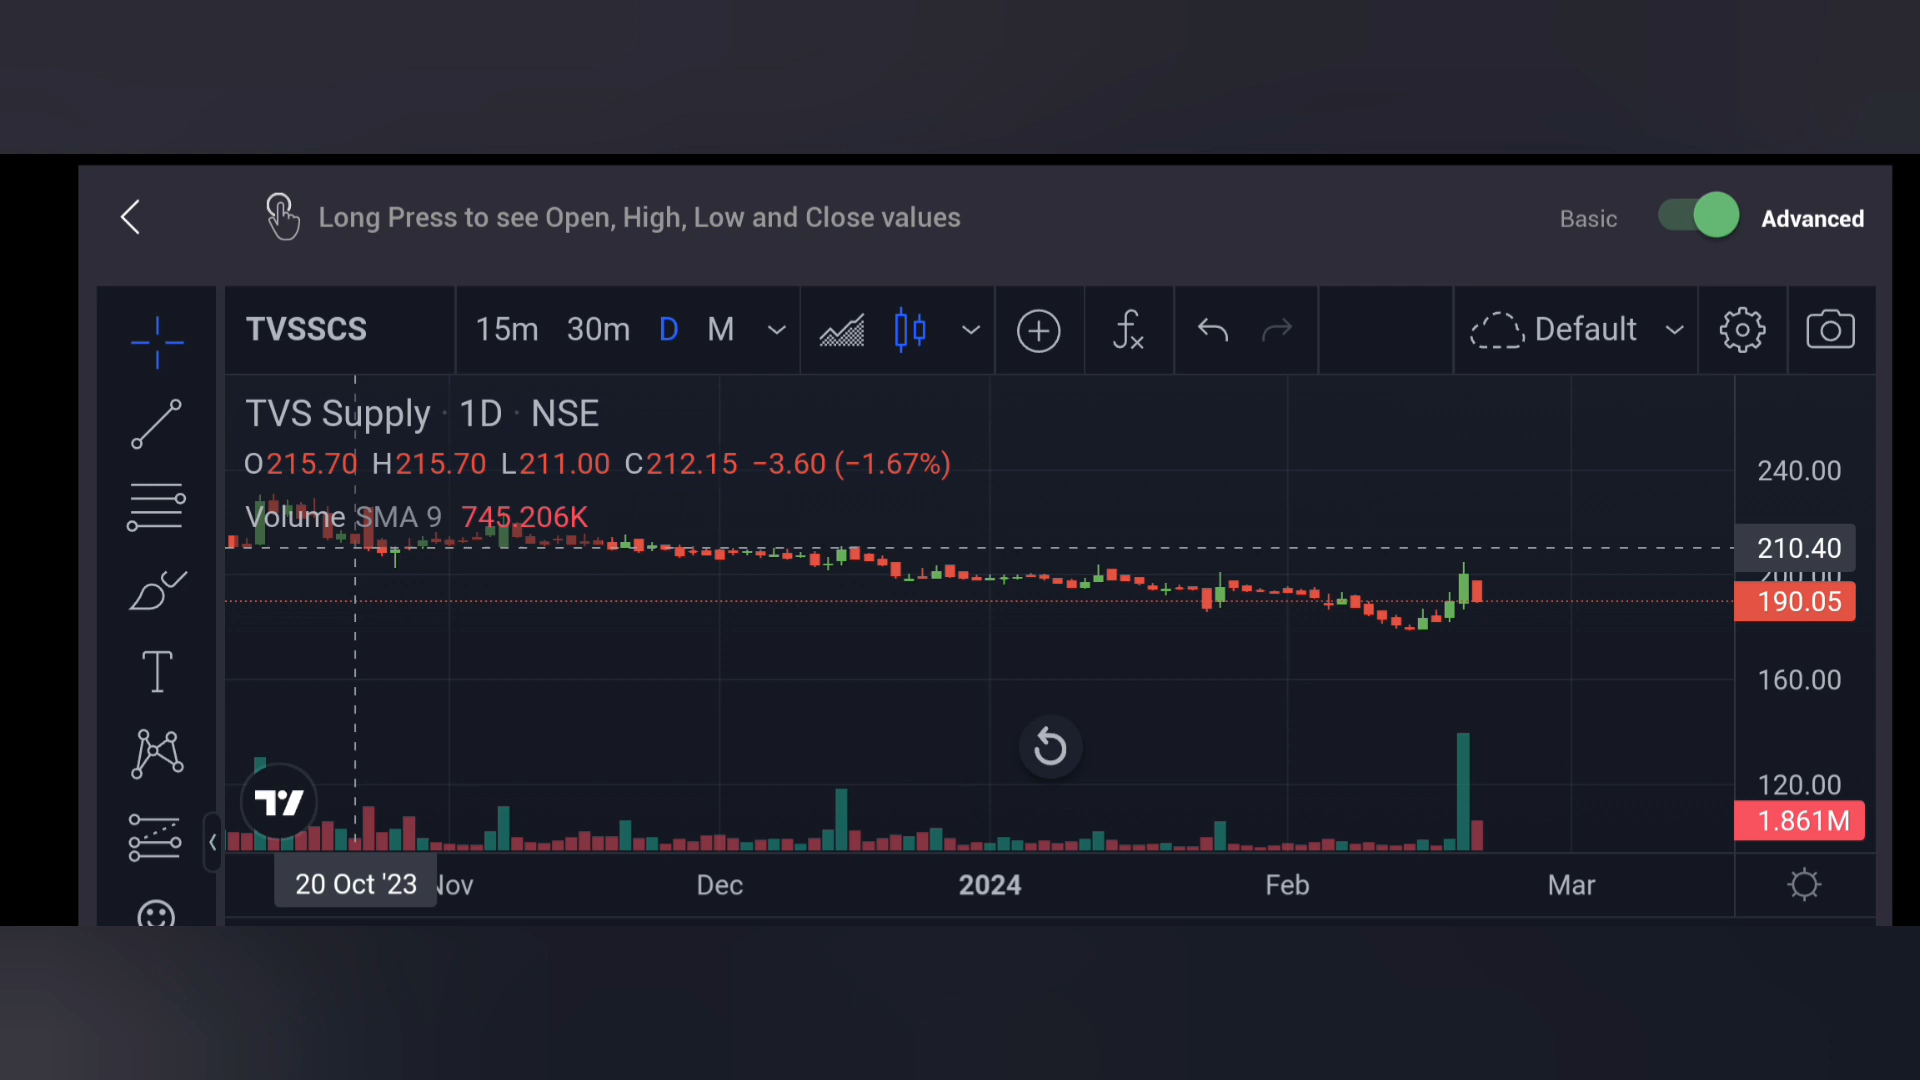 Long Press to see Open, High, Low and Close values
Basic Advanced
TVSSCS 15m 30m D M Default
TVS Supply · 1D · NSE
O215.70 H215.70 L211.00 C212.15 −3.60 (−1.67%)
Volume SMA 9 745.206K
240.00
210.40
200.00
190.05
160.00
120.00
1.861M
20 Oct '23 Nov Dec 2024 Feb Mar